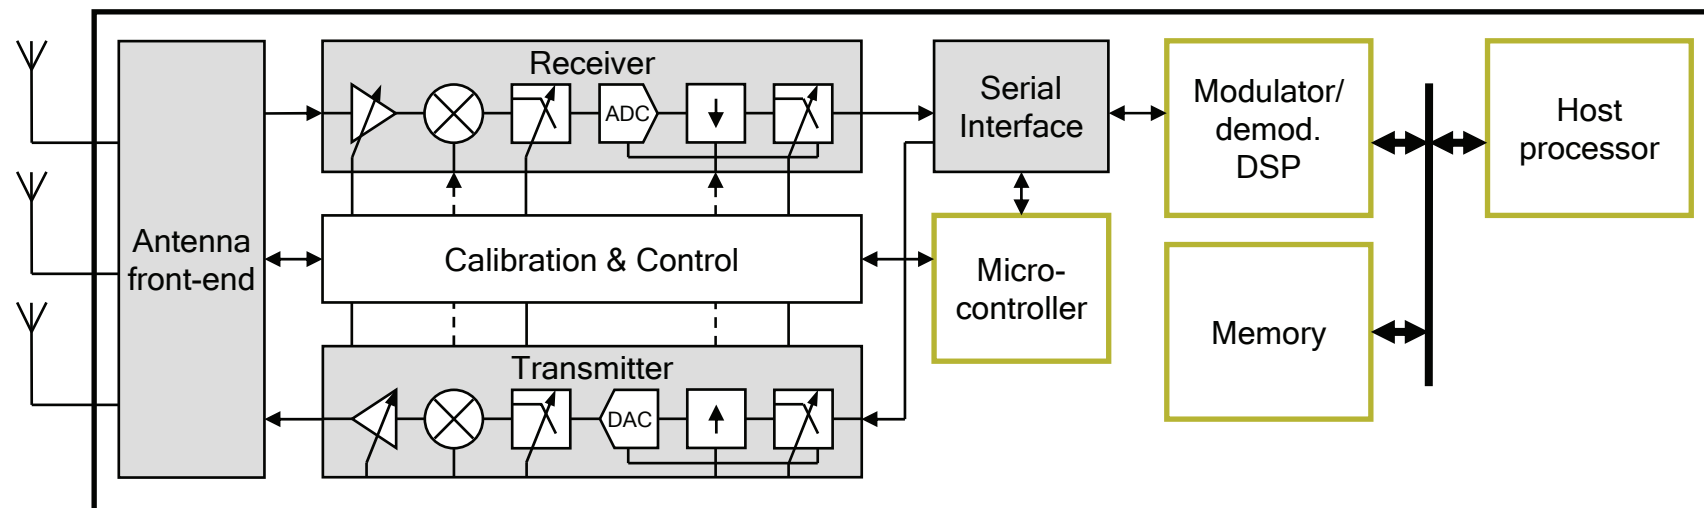 Receiver
ADC
Serial
Interface
Modulator/
demod.
DSP
Host
processor
Antenna
front-end
Calibration & Control
Micro-
controller
Memory
Transmitter
DAC